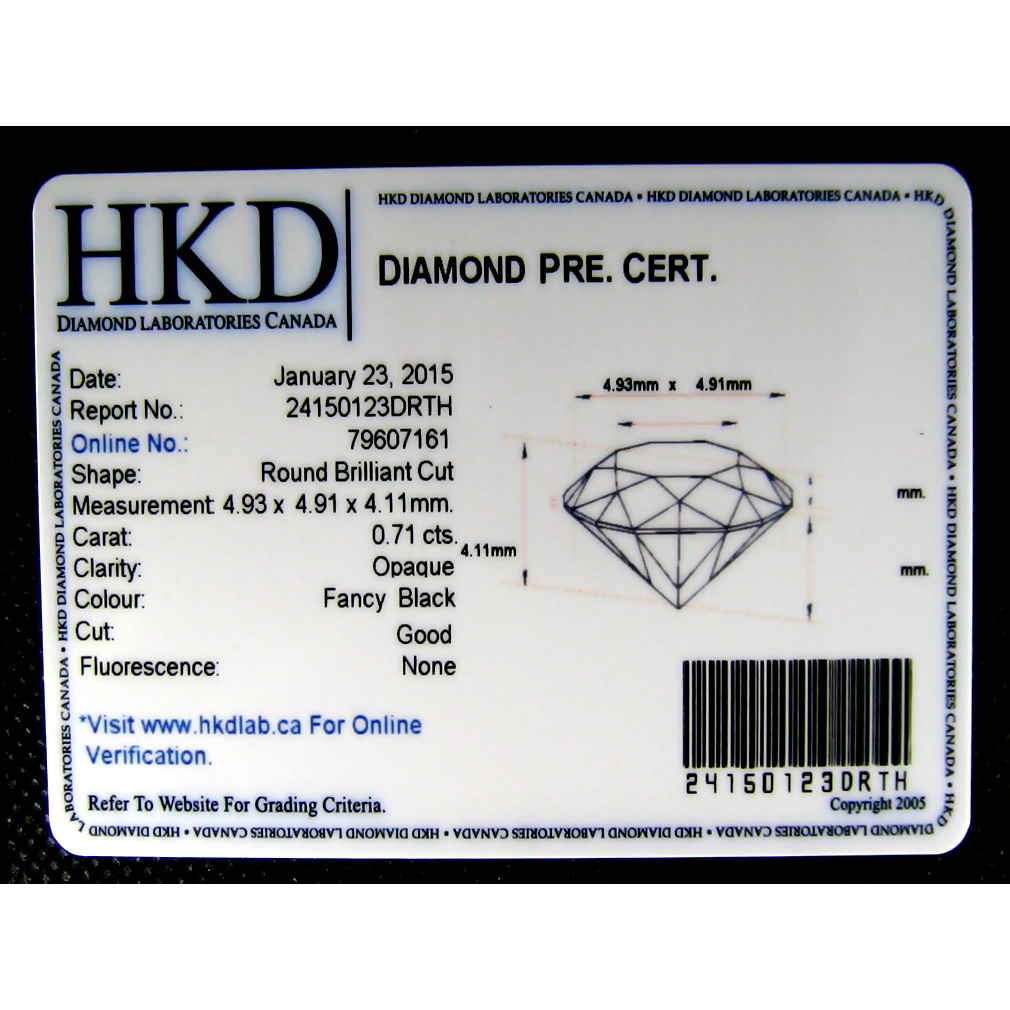 HKD
DIAMOND LABORATORIES CANADA
HKD DIAMOND LABORATORIES CANADA • HKD DIAMOND LABORATORIES CANADA • HKD DIAMOND LABORATORIES CANADA • HKD DIAMOND LABORATORIES CANADA • HKD DIAMOND LABORATORIES CANADA • HKD DIAMOND LABORATORIES CANADA • HKD DIAMOND LABORATORIES CANADA • HKD DIAMOND LABORATORIES CANADA • HKD DIAMOND LABORATORIES CANADA
DIAMOND PRE. CERT.
Date: January 23, 2015
Report No.: 24150123DRTH
Online No.: 79607161
Shape: Round Brilliant Cut
Measurement: 4.93 x 4.91 x 4.11mm.
Carat: 0.71 cts.
Clarity: Opaque
Colour: Fancy Black
Cut: Good
Fluorescence: None
*Visit www.hkdlab.ca For Online
Verification.
Refer To Website For Grading Criteria.
4.93mm x 4.91mm
4.11mm
mm.
mm.
24150123DRTH
Copyright 2005